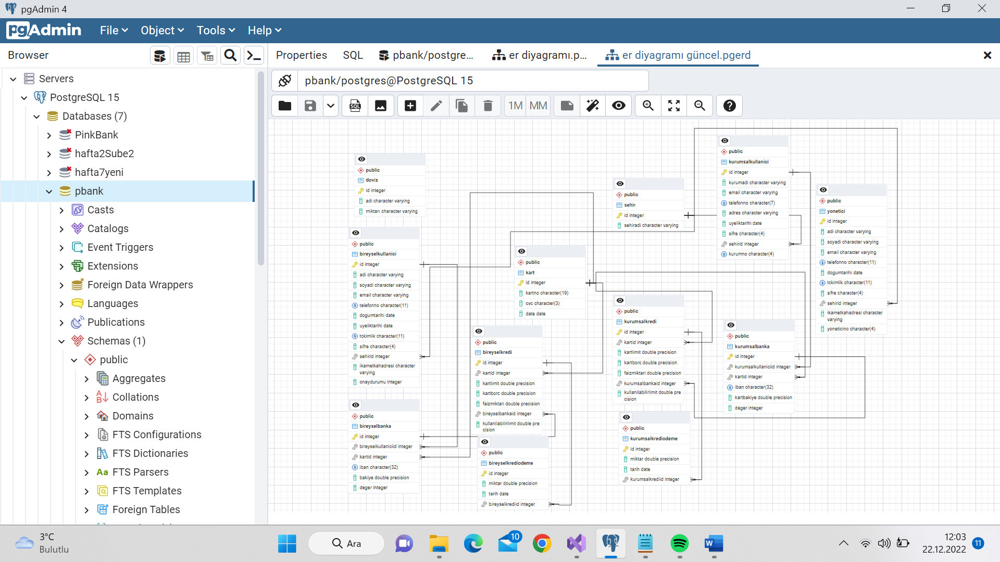 pgAdmin 4
pgAdmin File Object Tools Help
Browser
Properties SQL pbank/postgre... er diyagramı.p... er diyagramı güncel.pgerd
pbank/postgres@PostgreSQL 15
SQL 1M MM
Servers
PostgreSQL 15
Databases (7)
PinkBank
hafta2Sube2
hafta7yeni
pbank
Casts
Catalogs
Event Triggers
Extensions
Foreign Data Wrappers
Languages
Publications
Schemas (1)
public
Aggregates
Collations
Domains
FTS Configurations
FTS Dictionaries
Aa FTS Parsers
FTS Templates
Foreign Tables
public
doviz
id integer
adi character varying
miktarı character varying
public
bireyselkullanici
id integer
adi character varying
soyadi character varying
email character varying
telefonno character(11)
dogumtarihi date
uyeliktarihi date
tckimlik character(11)
sifre character(4)
sehirid integer
ikametkahadresi character
varying
onaydurumu integer
public
bireyselbanka
id integer
bireyselkullaniciid integer
kartid integer
iban character(32)
bakiye double precision
deger integer
public
bireyselkredi
id integer
kartid integer
kartlimit double precision
kartborc double precision
faizmiktari double precision
bireyselbankaid integer
kullanilabilirlimit double pre
cision
public
bireyselkrediodeme
id integer
miktar double precision
tarih date
bireyselkrediid integer
public
kart
id integer
kartno character(19)
cvc character(3)
date date
public
sehir
id integer
sehiradi character varying
public
kurumsalkredi
id integer
kartid integer
kartlimit double precision
kartborc double precision
faizmiktari double precision
kurumsalbankaid integer
kullanilabilirlimit double pre
cision
public
kurumsalkrediodeme
id integer
miktar double precision
tarih date
kurumsalkrediid integer
public
kurumsalkullanici
id integer
kurumadi character varying
email character varying
telefonno character(7)
adres character varying
uyeliktarihi date
sifre character(4)
sehirid integer
kurumno character(4)
public
kurumsalbanka
id integer
kurumsalkullaniciid integer
kartid integer
iban character(32)
kartbakiye double precision
deger integer
public
yonetici
id integer
adi character varying
soyadi character varying
email character varying
telefonno character(11)
dogumtarihi date
tckimlik character(11)
sifre character(4)
sehirid integer
ikametkahadresi character
varying
yoneticino character(4)
3°C
Bulutlu
Ara
10
W
12:03
22.12.2022
11